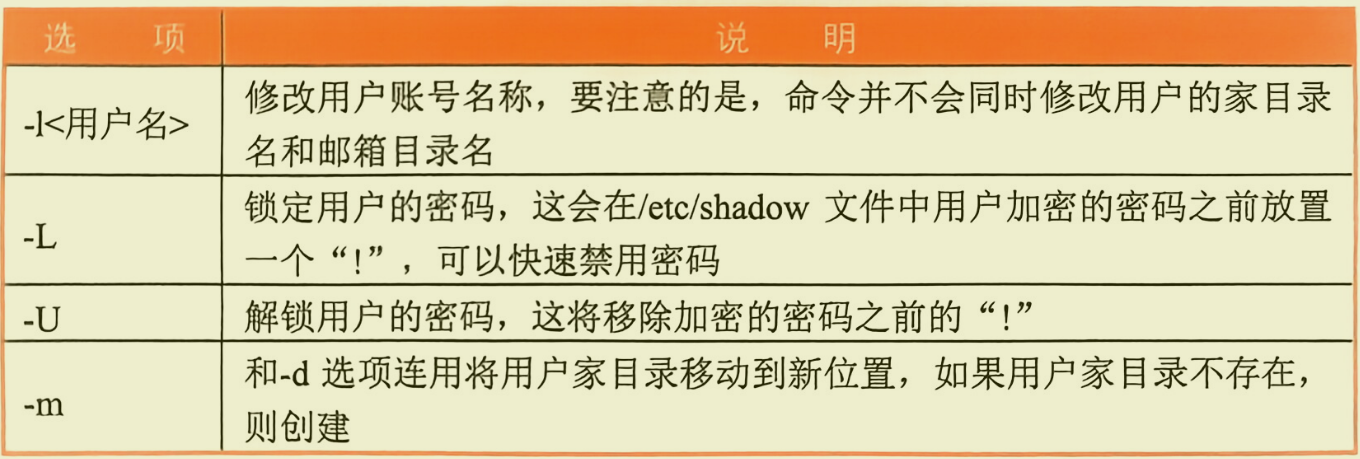 选 项 说 明
-l<用户名>
修改用户账号名称，要注意的是，命令并不会同时修改用户的家目录
名和邮箱目录名
-L
锁定用户的密码，这会在/etc/shadow 文件中用户加密的密码之前放置
一个“!”，可以快速禁用密码
-U
解锁用户的密码，这将移除加密的密码之前的“!”
-m
和-d 选项连用将用户家目录移动到新位置，如果用户家目录不存在，
则创建